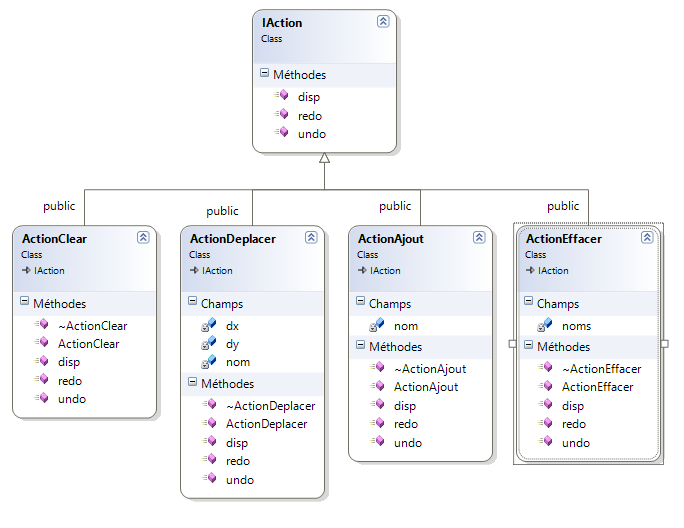 IAction
Class
Méthodes
disp
redo
undo
public
public
public
public
ActionClear
Class
IAction
Méthodes
~ActionClear
ActionClear
disp
redo
undo
ActionDeplacer
Class
IAction
Champs
dx
dy
nom
Méthodes
~ActionDeplacer
ActionDeplacer
disp
redo
undo
ActionAjout
Class
IAction
Champs
nom
Méthodes
~ActionAjout
ActionAjout
disp
redo
undo
ActionEffacer
Class
IAction
Champs
noms
Méthodes
~ActionEffacer
ActionEffacer
disp
redo
undo